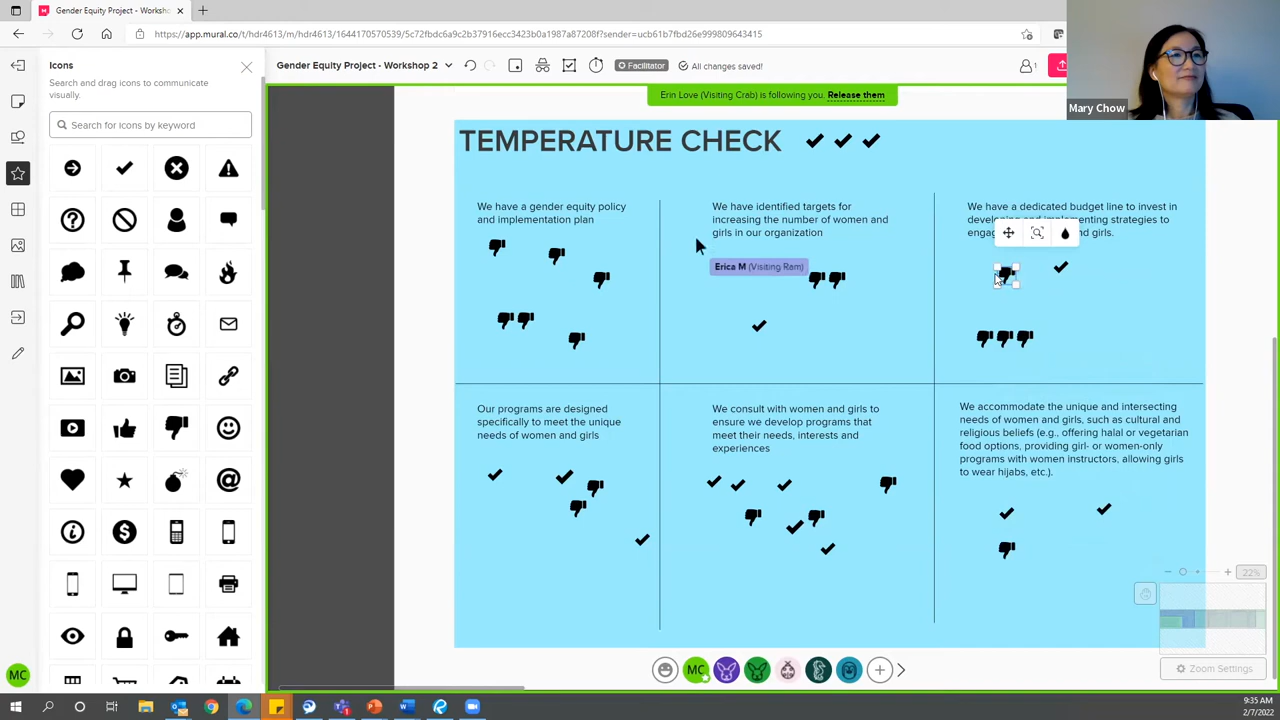 Gender Equity Project - Worksho
https://app.mural.co/t/hdr4613/m/hdr4613/1644170570539/5c72fbdc6a9c2b37916ecc3423b0a1987a87208f?sender=ucb61b7fbd26e999809643415
Icons
Gender Equity Project - Workshop 2
Facilitator
All changes saved!
1
Search and drag icons to communicate
visually.
Erin Love (Visiting Crab) is following you. Release them
Mary Chow
Search for icons by keyword
TEMPERATURE CHECK
We have a gender equity policy
and implementation plan
We have identified targets for
increasing the number of women and
girls in our organization
We have a dedicated budget line to invest in
developing and implementing strategies to
Erica M (Visiting Ram)
Our programs are designed
specifically to meet the unique
needs of women and girls
We consult with women and girls to
ensure we develop programs that
meet their needs, interests and
experiences
We accommodate the unique and intersecting
needs of women and girls, such as cultural and
religious beliefs (e.g., offering halal or vegetarian
food options, providing girl- or women-only
programs with women instructors, allowing girls
to wear hijabs, etc.).
22%
Zoom Settings
MC
MC
9:35 AM
2/7/2022